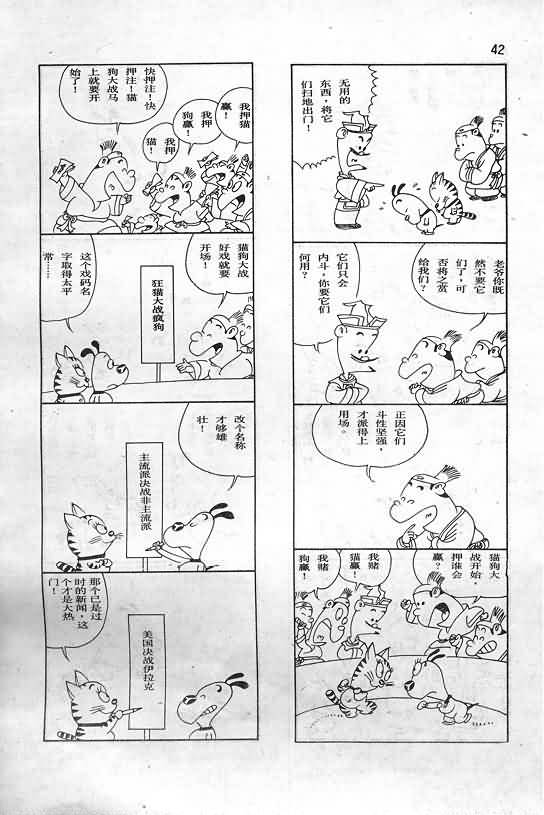 42
无用的
东西，将它
们扫地出门！
老爷你既
然不要它
们了，可
否将之赏
给我们？
它们只会
内斗，你要它们
何用？
正因它们
斗性坚强，
才派得上
用场。
猫狗大
战开始，
押谁会
赢？
我赌
猫赢！
我赌
狗赢！
快押注！快
押注！猫
狗大战马
上就要开
始了！
我押猫
赢！
我押
狗赢！
我押
猫！
猫狗大战
好戏就要
开场！
狂猫大战疯狗
这个戏码名
字取得太平
常……
改个名称
才够雄
壮！
主流派决战非主流派
那个已是过
时的新闻，这
个才是大热
门！
美国决战伊拉克